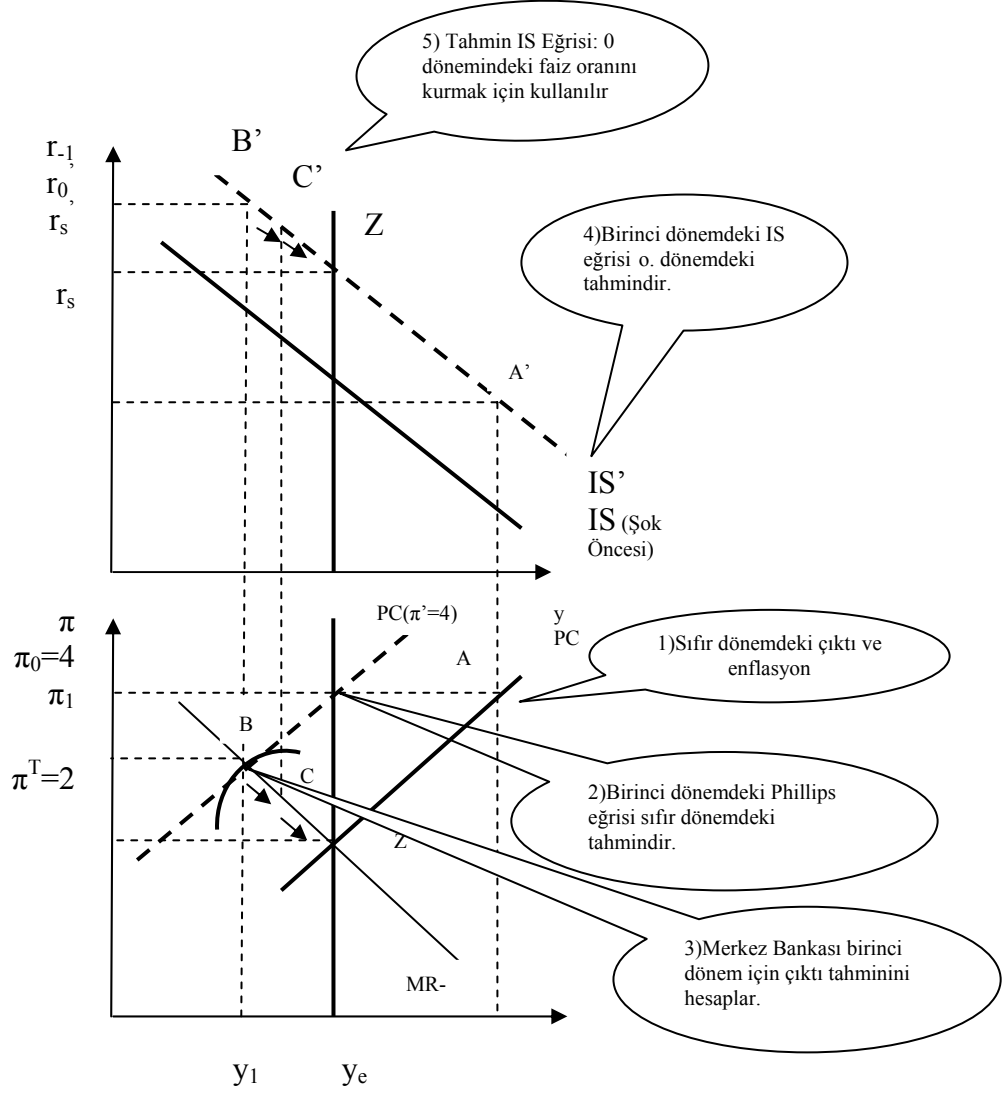 5) Tahmin IS Eğrisi: 0
dönemindeki faiz oranını
kurmak için kullanılır
B’
r-1,
C’
r0,
Z
rs
4)Birinci dönemdeki IS
eğrisi o. dönemdeki
tahmindir.
rs
A’
IS’
IS (Şok
Öncesi)
π
PC(π’=4)
y
PC
π0=4
A
1)Sıfır dönemdeki çıktı ve
enflasyon
π1
B
πT=2
C
2)Birinci dönemdeki Phillips
eğrisi sıfır dönemdeki
tahmindir.
Z
3)Merkez Bankası birinci
dönem için çıktı tahminini
hesaplar.
MR-
y1
ye